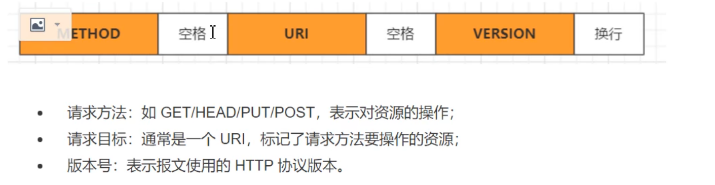 METHOD 空格 URI 空格 VERSION 换行
• 请求方法：如 GET/HEAD/PUT/POST，表示对资源的操作；
• 请求目标：通常是一个 URI，标记了请求方法要操作的资源；
• 版本号：表示报文使用的 HTTP 协议版本。